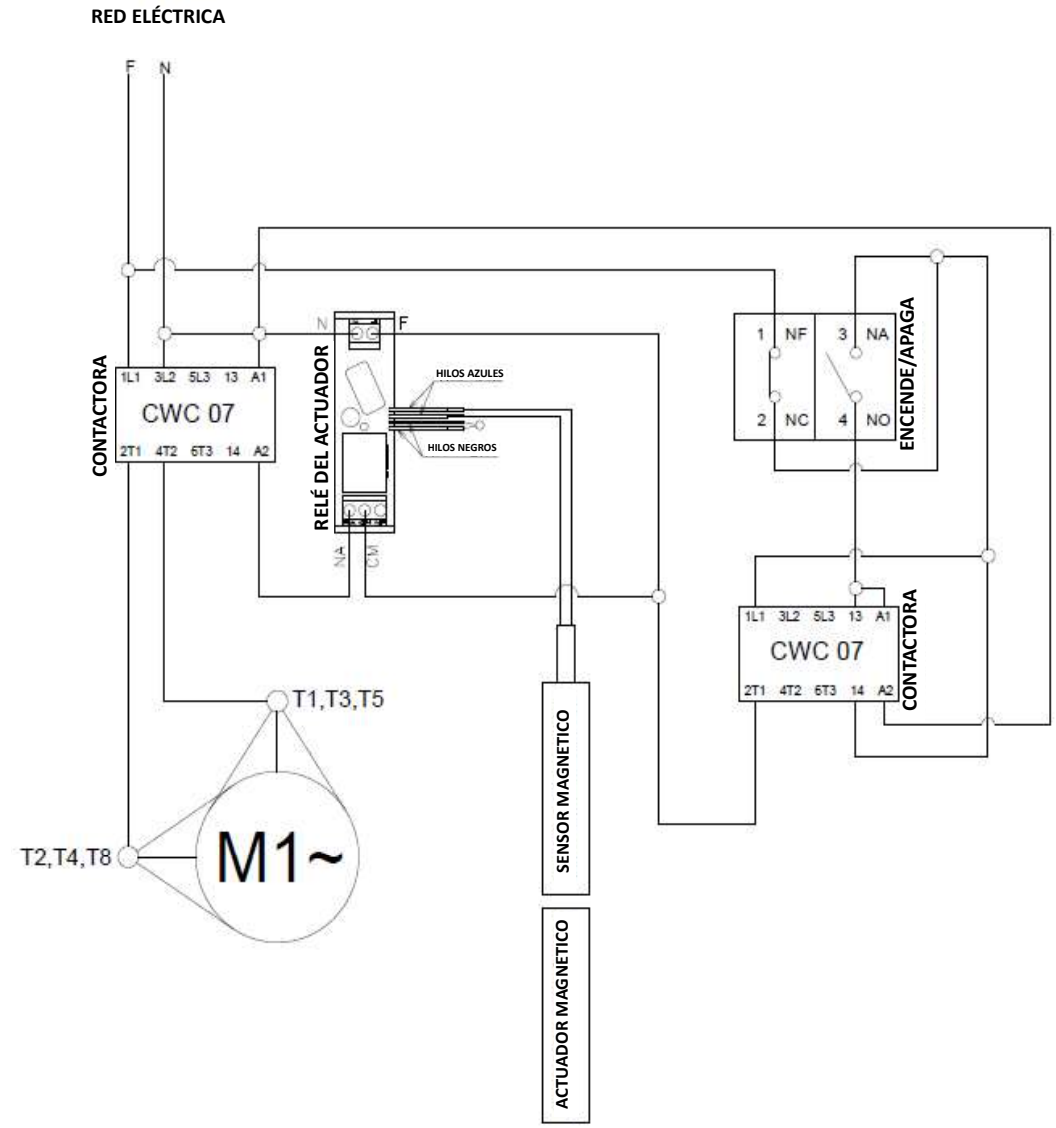 RED ELÉCTRICA
F N
N F
1 NF 3 NA
2 NC 4 NO
ENCENDE/APAGA
CONTACTORA
1L1 3L2 5L3 13 A1
CWC 07
2T1 4T2 6T3 14 A2
RELÉ DEL ACTUADOR
HILOS AZULES
HILOS NEGROS
NA CM
1L1 3L2 5L3 13 A1
CWC 07
2T1 4T2 6T3 14 A2
CONTACTORA
T1,T3,T5
T2,T4,T8
M1~
SENSOR MAGNETICO
ACTUADOR MAGNETICO